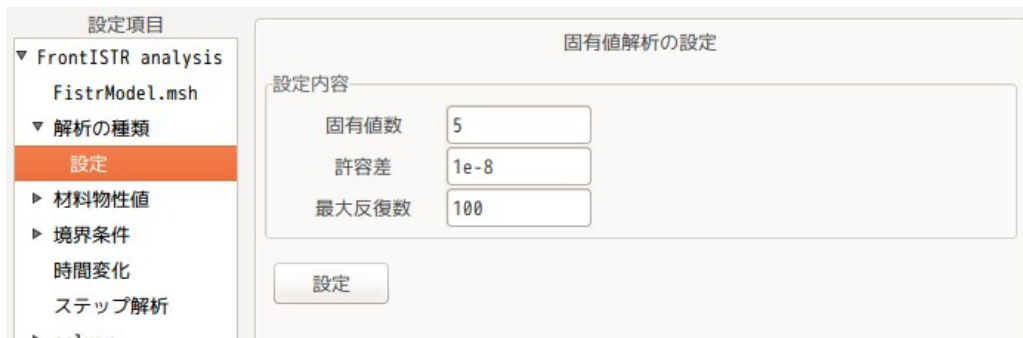 設定項目
FrontISTR analysis
FistrModel.msh
解析の種類
設定
材料物性値
境界条件
時間変化
ステップ解析
固有値解析の設定
設定内容
固有値数 5
許容差 1e-8
最大反復数 100
設定